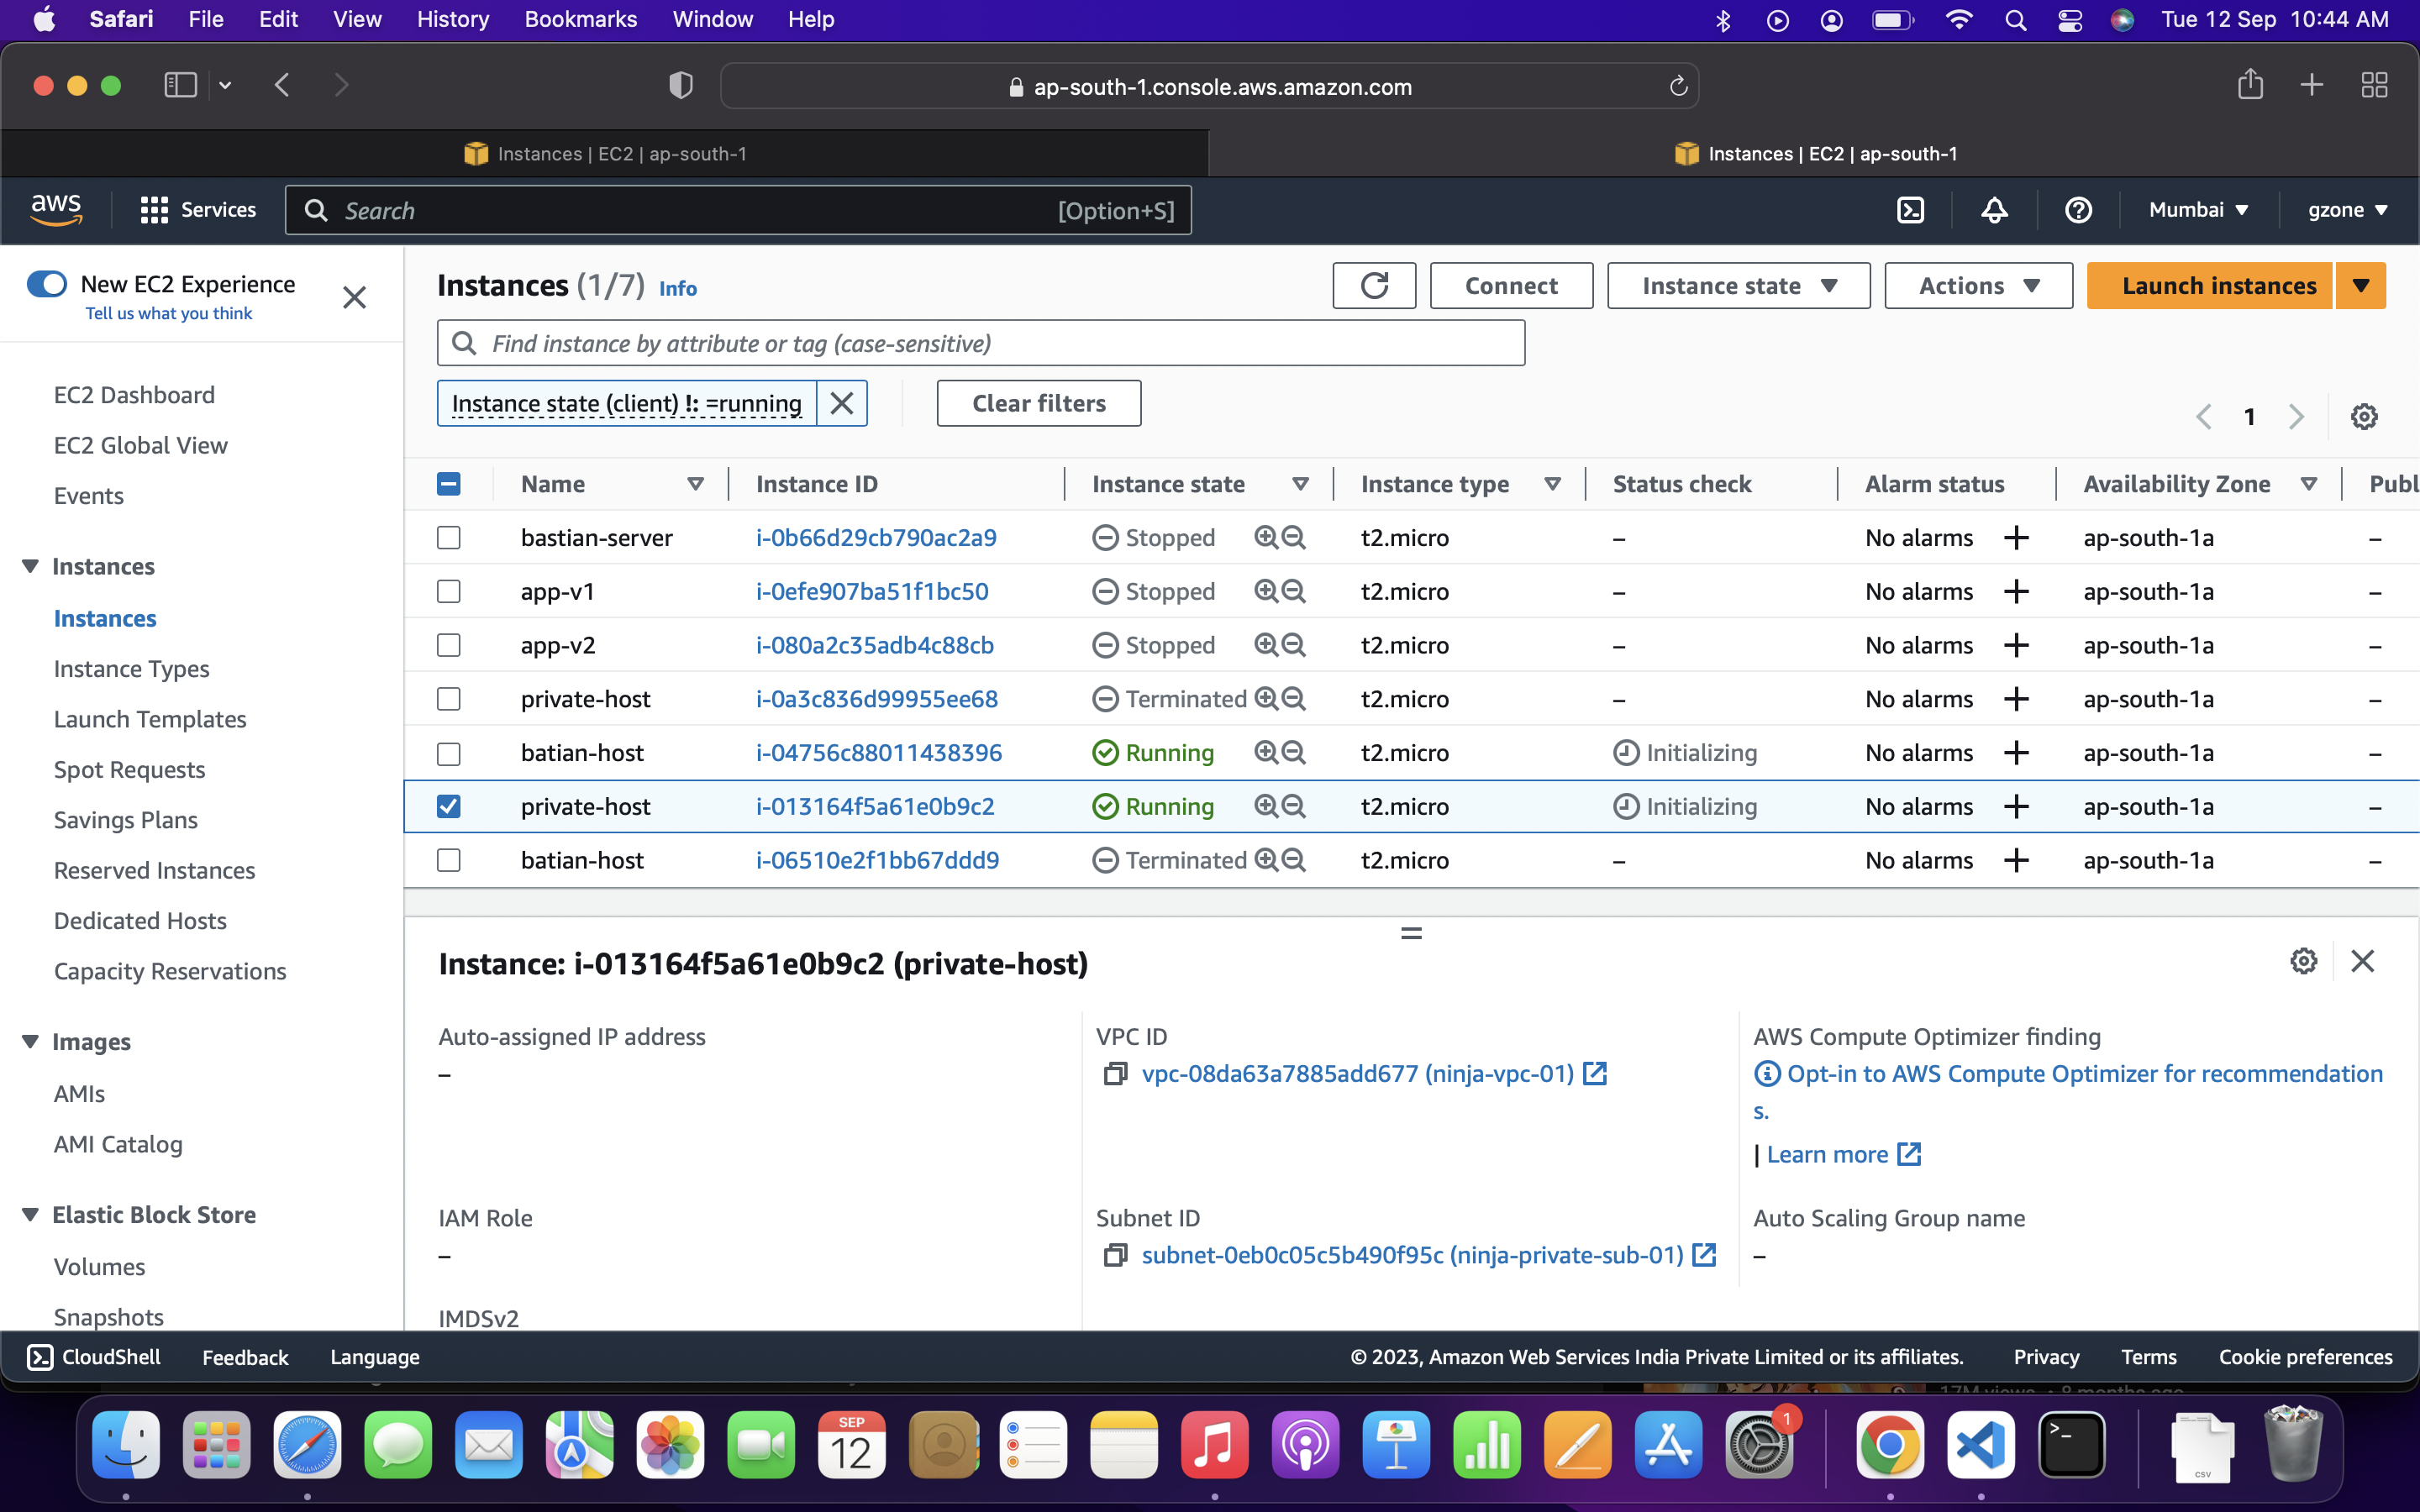 Safari File Edit View History Bookmarks Window Help Tue 12 Sep 10:44 AM
ap-south-1.console.aws.amazon.com
Instances | EC2 | ap-south-1 Instances | EC2 | ap-south-1
aws Services Search [Option+S] Mumbai gzone
New EC2 Experience
Tell us what you think
EC2 Dashboard
EC2 Global View
Events
Instances
Instances
Instance Types
Launch Templates
Spot Requests
Savings Plans
Reserved Instances
Dedicated Hosts
Capacity Reservations
Images
AMIs
AMI Catalog
Elastic Block Store
Volumes
Snapshots
Instances (1/7) Info Connect Instance state Actions Launch instances
Find instance by attribute or tag (case-sensitive)
Instance state (client) !: =running Clear filters
1
Name Instance ID Instance state Instance type Status check Alarm status Availability Zone Publ
bastian-server i-0b66d29cb790ac2a9 Stopped t2.micro – No alarms + ap-south-1a –
app-v1 i-0efe907ba51f1bc50 Stopped t2.micro – No alarms + ap-south-1a –
app-v2 i-080a2c35adb4c88cb Stopped t2.micro – No alarms + ap-south-1a –
private-host i-0a3c836d99955ee68 Terminated t2.micro – No alarms + ap-south-1a –
batian-host i-04756c88011438396 Running t2.micro Initializing No alarms + ap-south-1a –
private-host i-013164f5a61e0b9c2 Running t2.micro Initializing No alarms + ap-south-1a –
batian-host i-06510e2f1bb67ddd9 Terminated t2.micro – No alarms + ap-south-1a –
Instance: i-013164f5a61e0b9c2 (private-host)
Auto-assigned IP address
–
VPC ID
vpc-08da63a7885add677 (ninja-vpc-01)
AWS Compute Optimizer finding
Opt-in to AWS Compute Optimizer for recommendation
s.
| Learn more
IAM Role
–
Subnet ID
subnet-0eb0c05c5b490f95c (ninja-private-sub-01)
Auto Scaling Group name
–
IMDSv2
CloudShell Feedback Language © 2023, Amazon Web Services India Private Limited or its affiliates. Privacy Terms Cookie preferences
SEP
12
1
>_
CSV